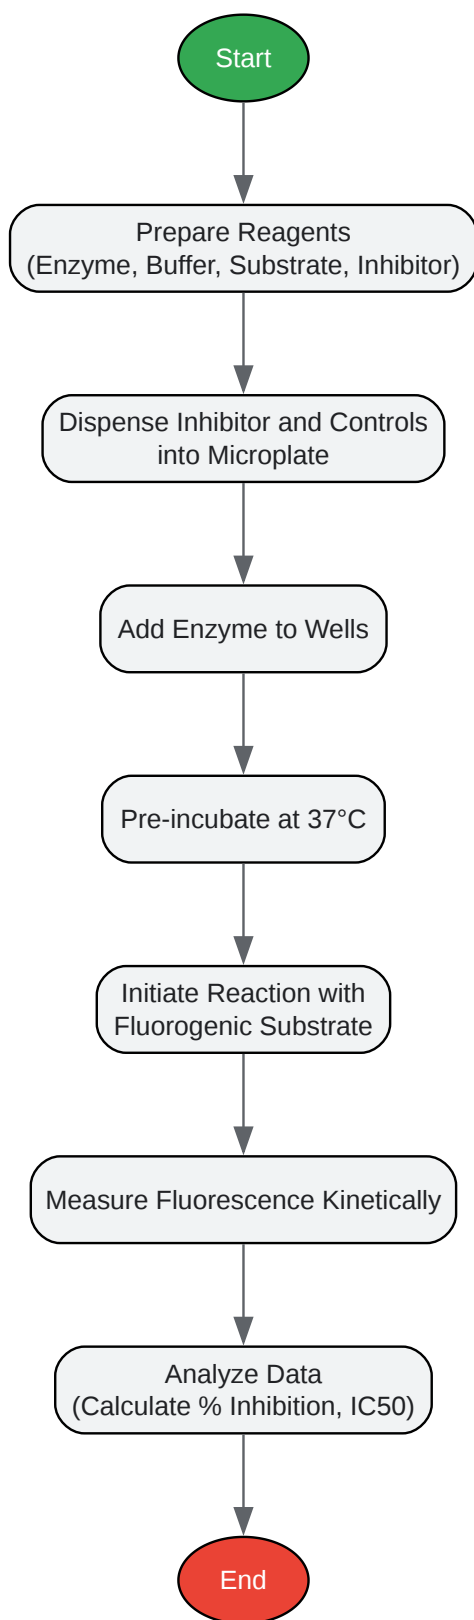 Start
Prepare Reagents
(Enzyme, Buffer, Substrate, Inhibitor)
Dispense Inhibitor and Controls
into Microplate
Add Enzyme to Wells
Pre-incubate at 37°C
Initiate Reaction with
Fluorogenic Substrate
Measure Fluorescence Kinetically
Analyze Data
(Calculate % Inhibition, IC50)
End